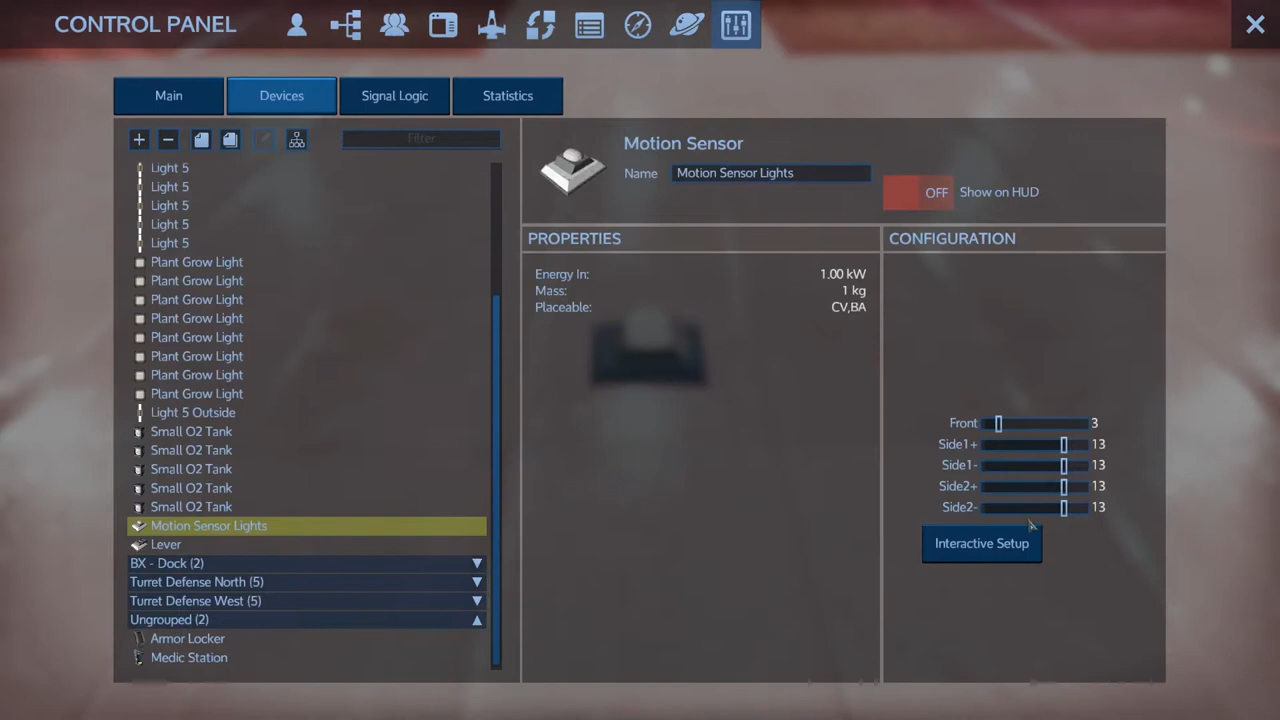 CONTROL PANEL
Main
Devices
Signal Logic
Statistics
Filter
Light 5
Light 5
Light 5
Light 5
Light 5
Plant Grow Light
Plant Grow Light
Plant Grow Light
Plant Grow Light
Plant Grow Light
Plant Grow Light
Plant Grow Light
Plant Grow Light
Light 5 Outside
Small O2 Tank
Small O2 Tank
Small O2 Tank
Small O2 Tank
Small O2 Tank
Motion Sensor Lights
Lever
BX - Dock (2)
Turret Defense North (5)
Turret Defense West (5)
Ungrouped (2)
Armor Locker
Medic Station
Motion Sensor
Name Motion Sensor Lights
OFF Show on HUD
PROPERTIES
Energy In: 1.00 kW
Mass: 1 kg
Placeable: CV,BA
CONFIGURATION
Front 3
Side1+ 13
Side1- 13
Side2+ 13
Side2- 13
Interactive Setup